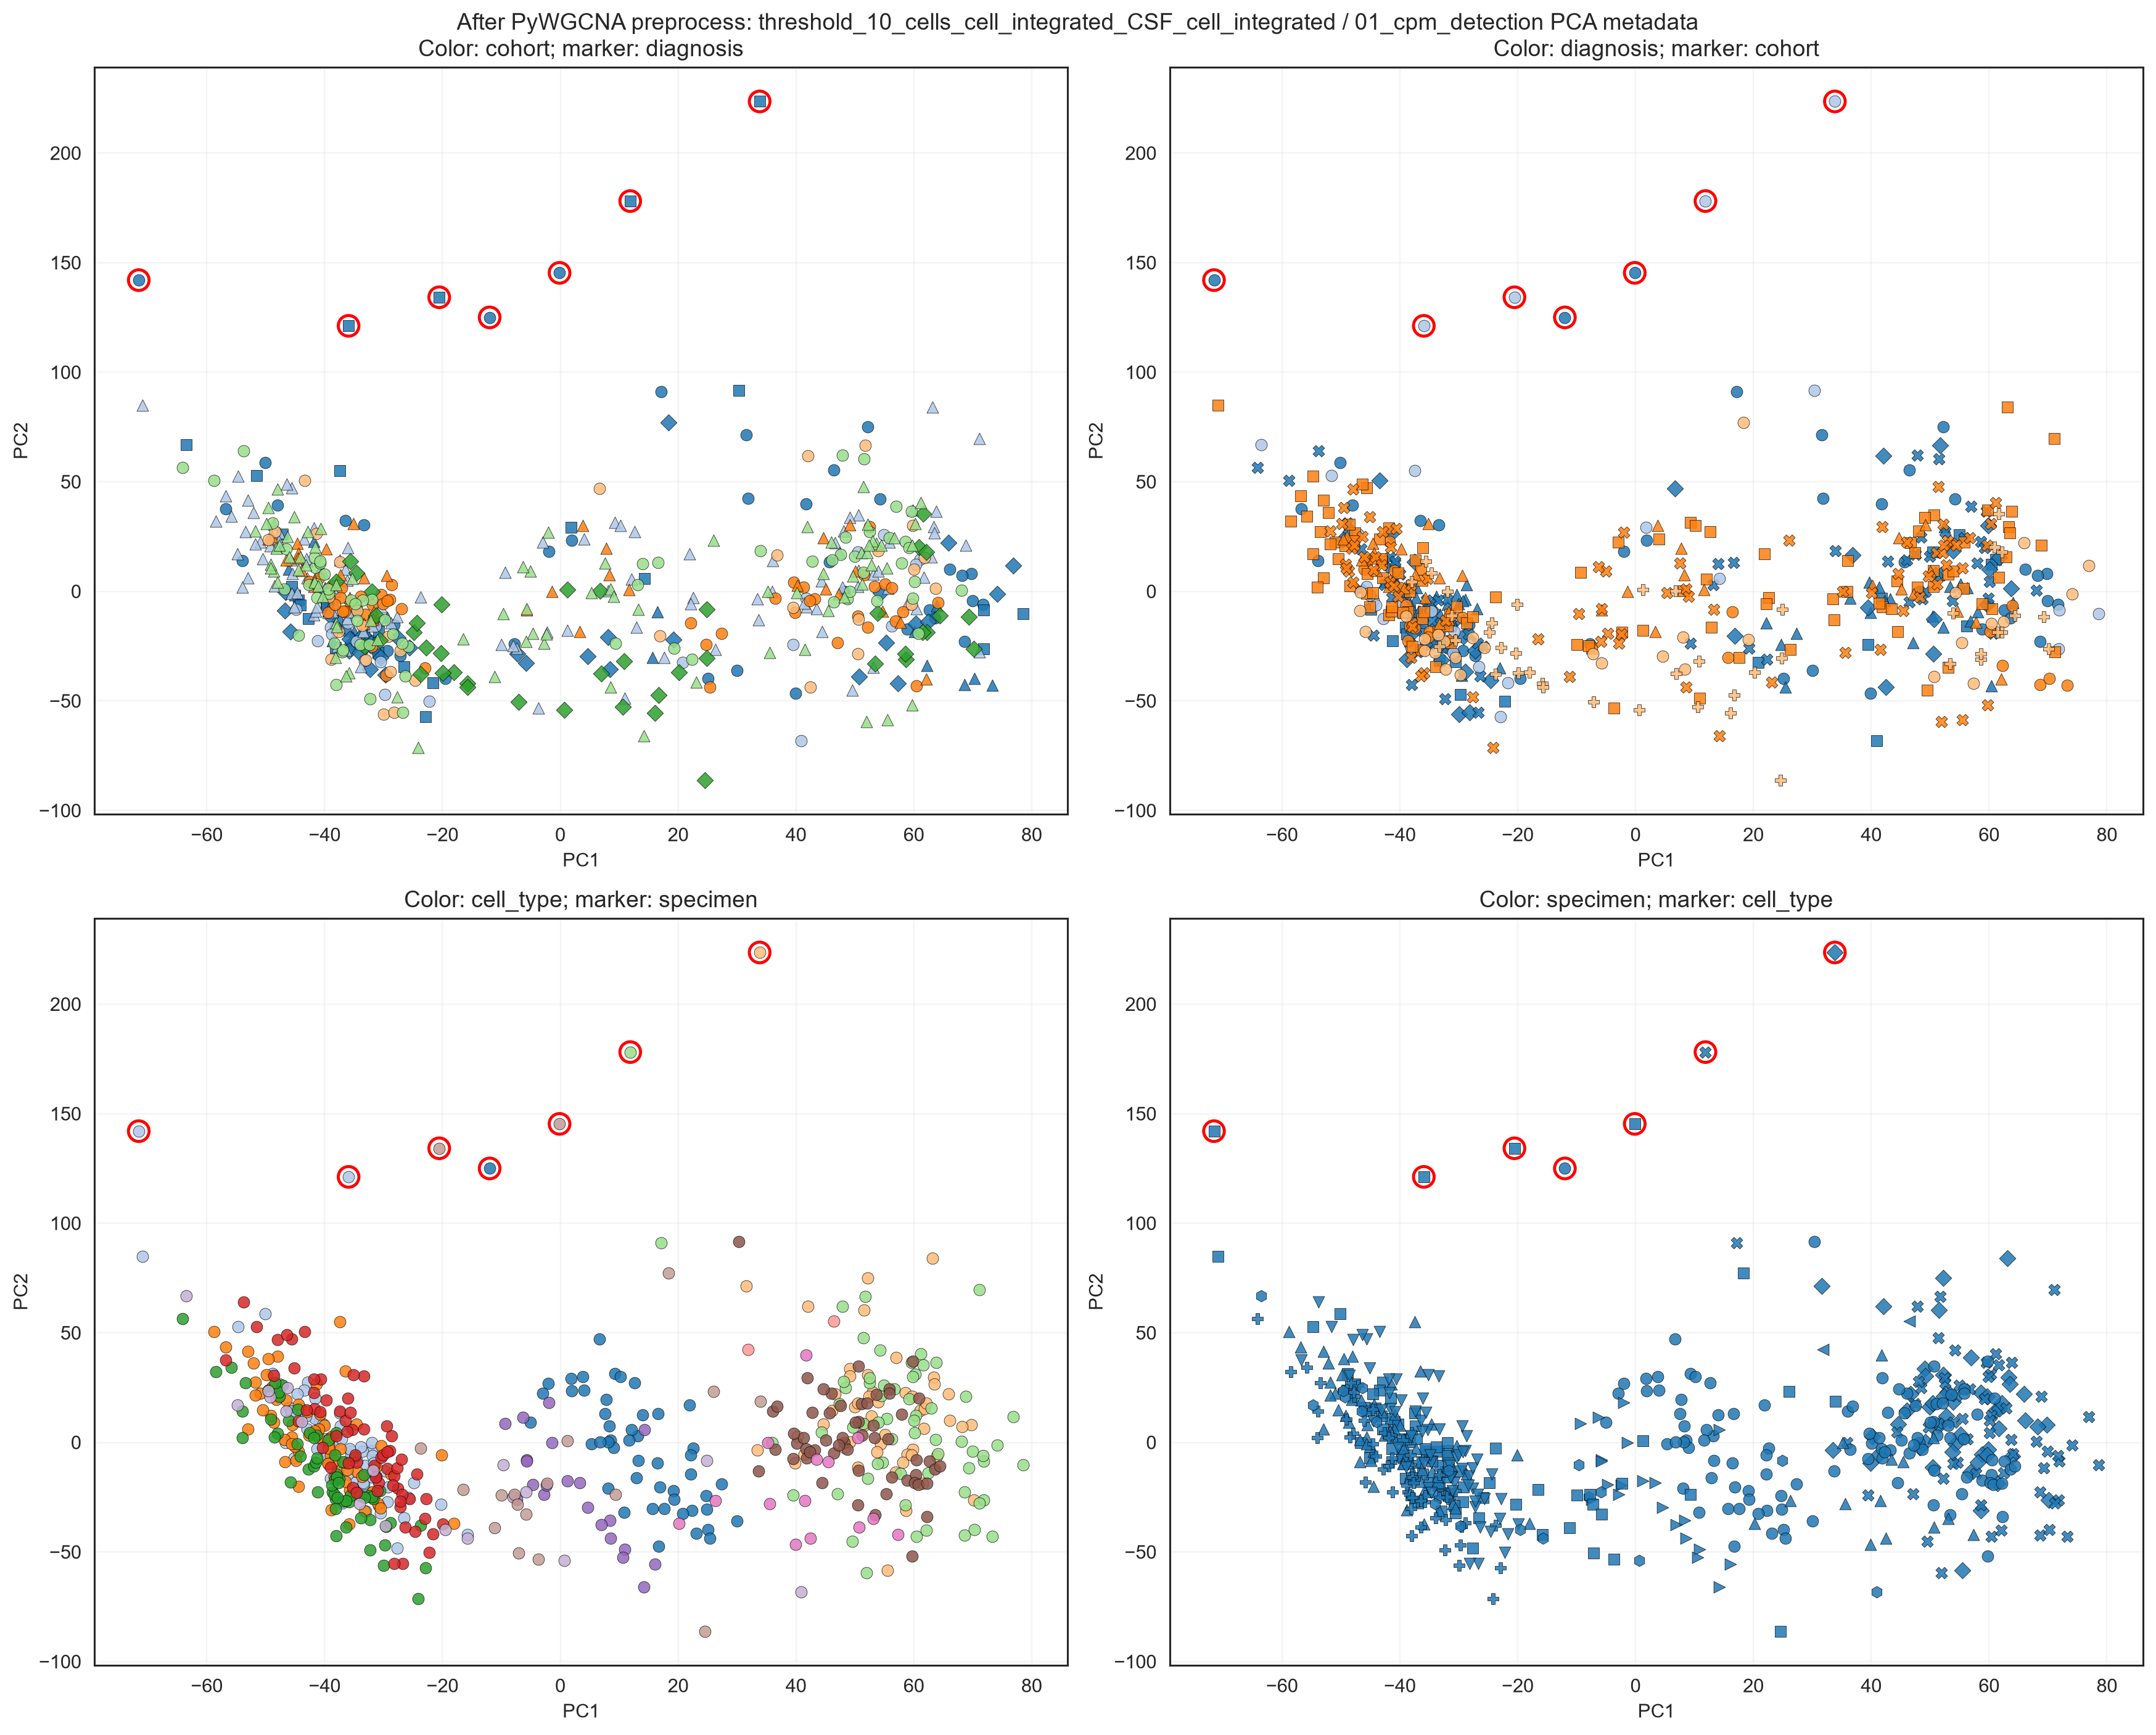 After PyWGCNA preprocess: threshold_10_cells_cell_integrated_CSF_cell_integrated / 01_cpm_detection PCA metadata
Color: cohort; marker: diagnosis
200
150
100
50
0
−50
−100
PC2
−60 −40 −20 0 20 40 60 80
PC1
Color: diagnosis; marker: cohort
200
150
100
50
0
−50
−100
PC2
−60 −40 −20 0 20 40 60 80
PC1
Color: cell_type; marker: specimen
200
150
100
50
0
−50
−100
PC2
−60 −40 −20 0 20 40 60 80
PC1
Color: specimen; marker: cell_type
200
150
100
50
0
−50
−100
PC2
−60 −40 −20 0 20 40 60 80
PC1